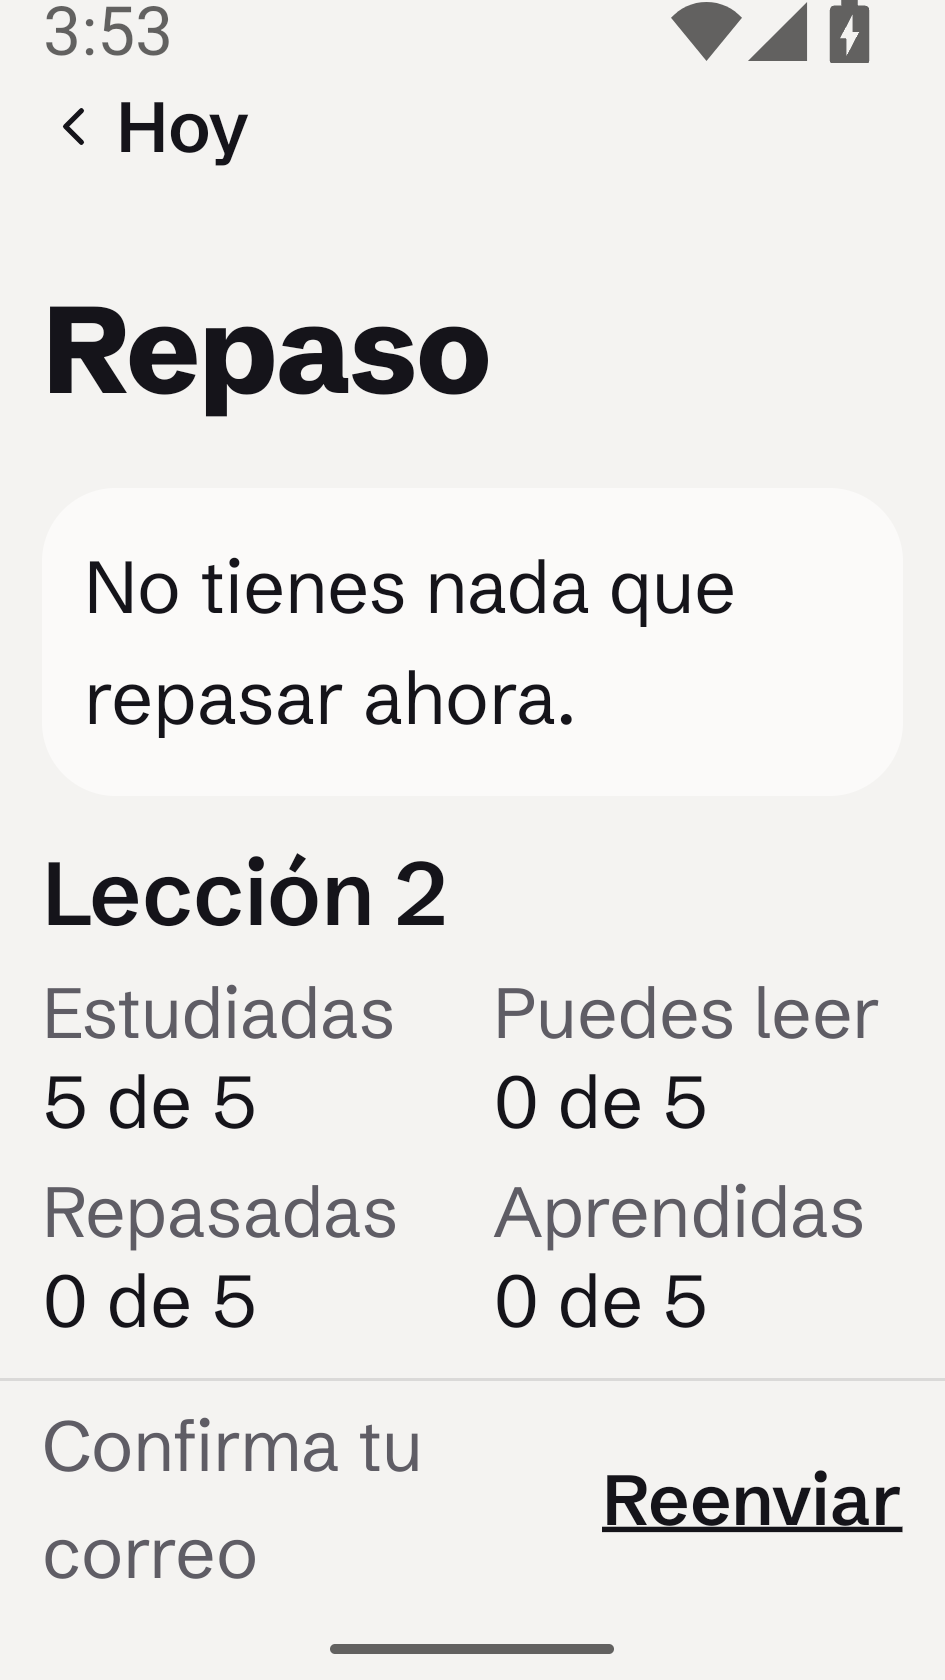 3:53
Hoy
Repaso
No tienes nada que
repasar ahora.
Lección 2
Estudiadas
5 de 5
Puedes leer
0 de 5
Repasadas
0 de 5
Aprendidas
0 de 5
Confirma tu
correo
Reenviar